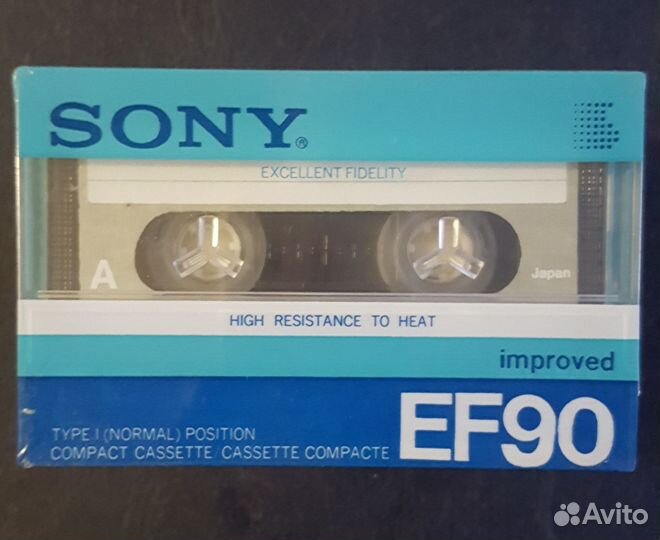 SONY®
EXCELLENT FIDELITY
A
Japan
HIGH RESISTANCE TO HEAT
improved
EF90
TYPE I (NORMAL) POSITION
COMPACT CASSETTE/CASSETTE COMPACTE
Avito